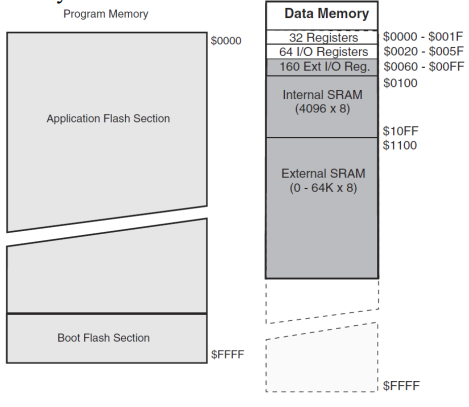 Program Memory
$0000
Application Flash Section
Boot Flash Section
$FFFF
Data Memory
32 Registers
$0000 - $001F
64 I/O Registers
$0020 - $005F
160 Ext I/O Reg.
$0060 - $00FF
$0100
Internal SRAM
(4096 x 8)
$10FF
$1100
External SRAM
(0 - 64K x 8)
$FFFF